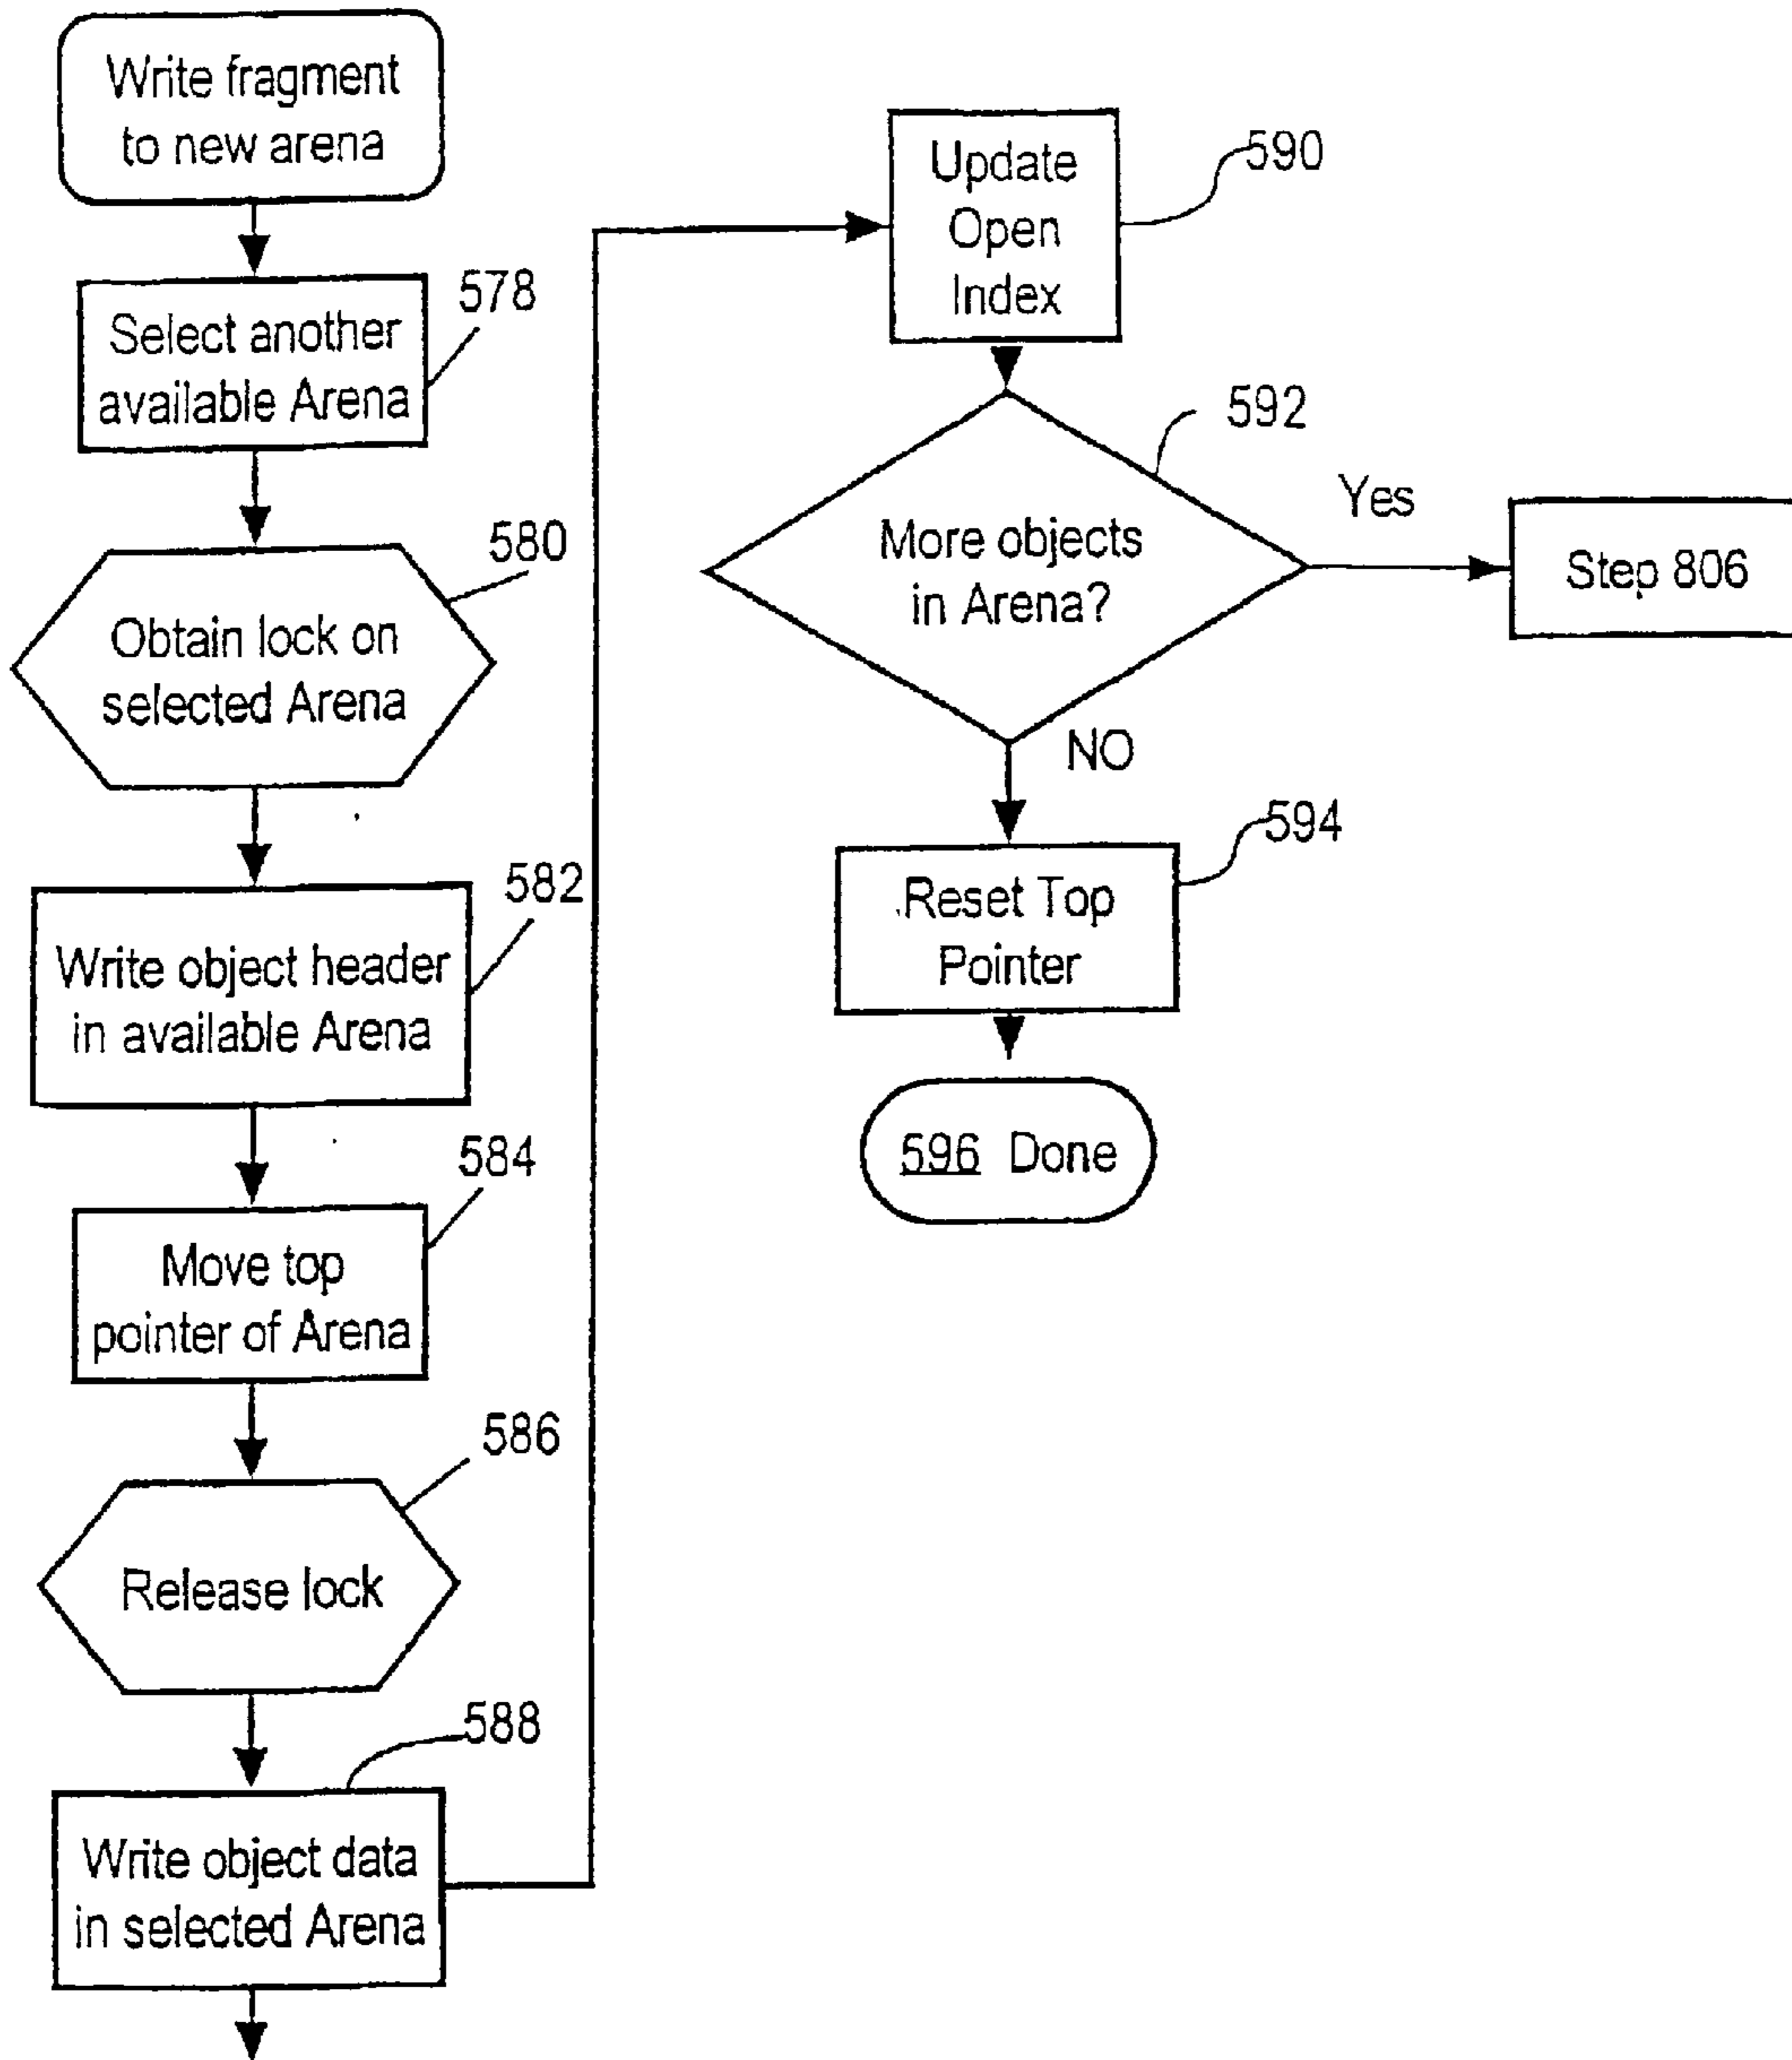 Write fragment
to new arena
578
Select another
available Arena
580
Obtain lock on
selected Arena
582
Write object header
in available Arena
584
Move top
pointer of Arena
586
Release lock
588
Write object data
in selected Arena
590
Update
Open
Index
592
More objects
in Arena?
Yes
Step 806
NO
594
Reset Top
Pointer
596 Done